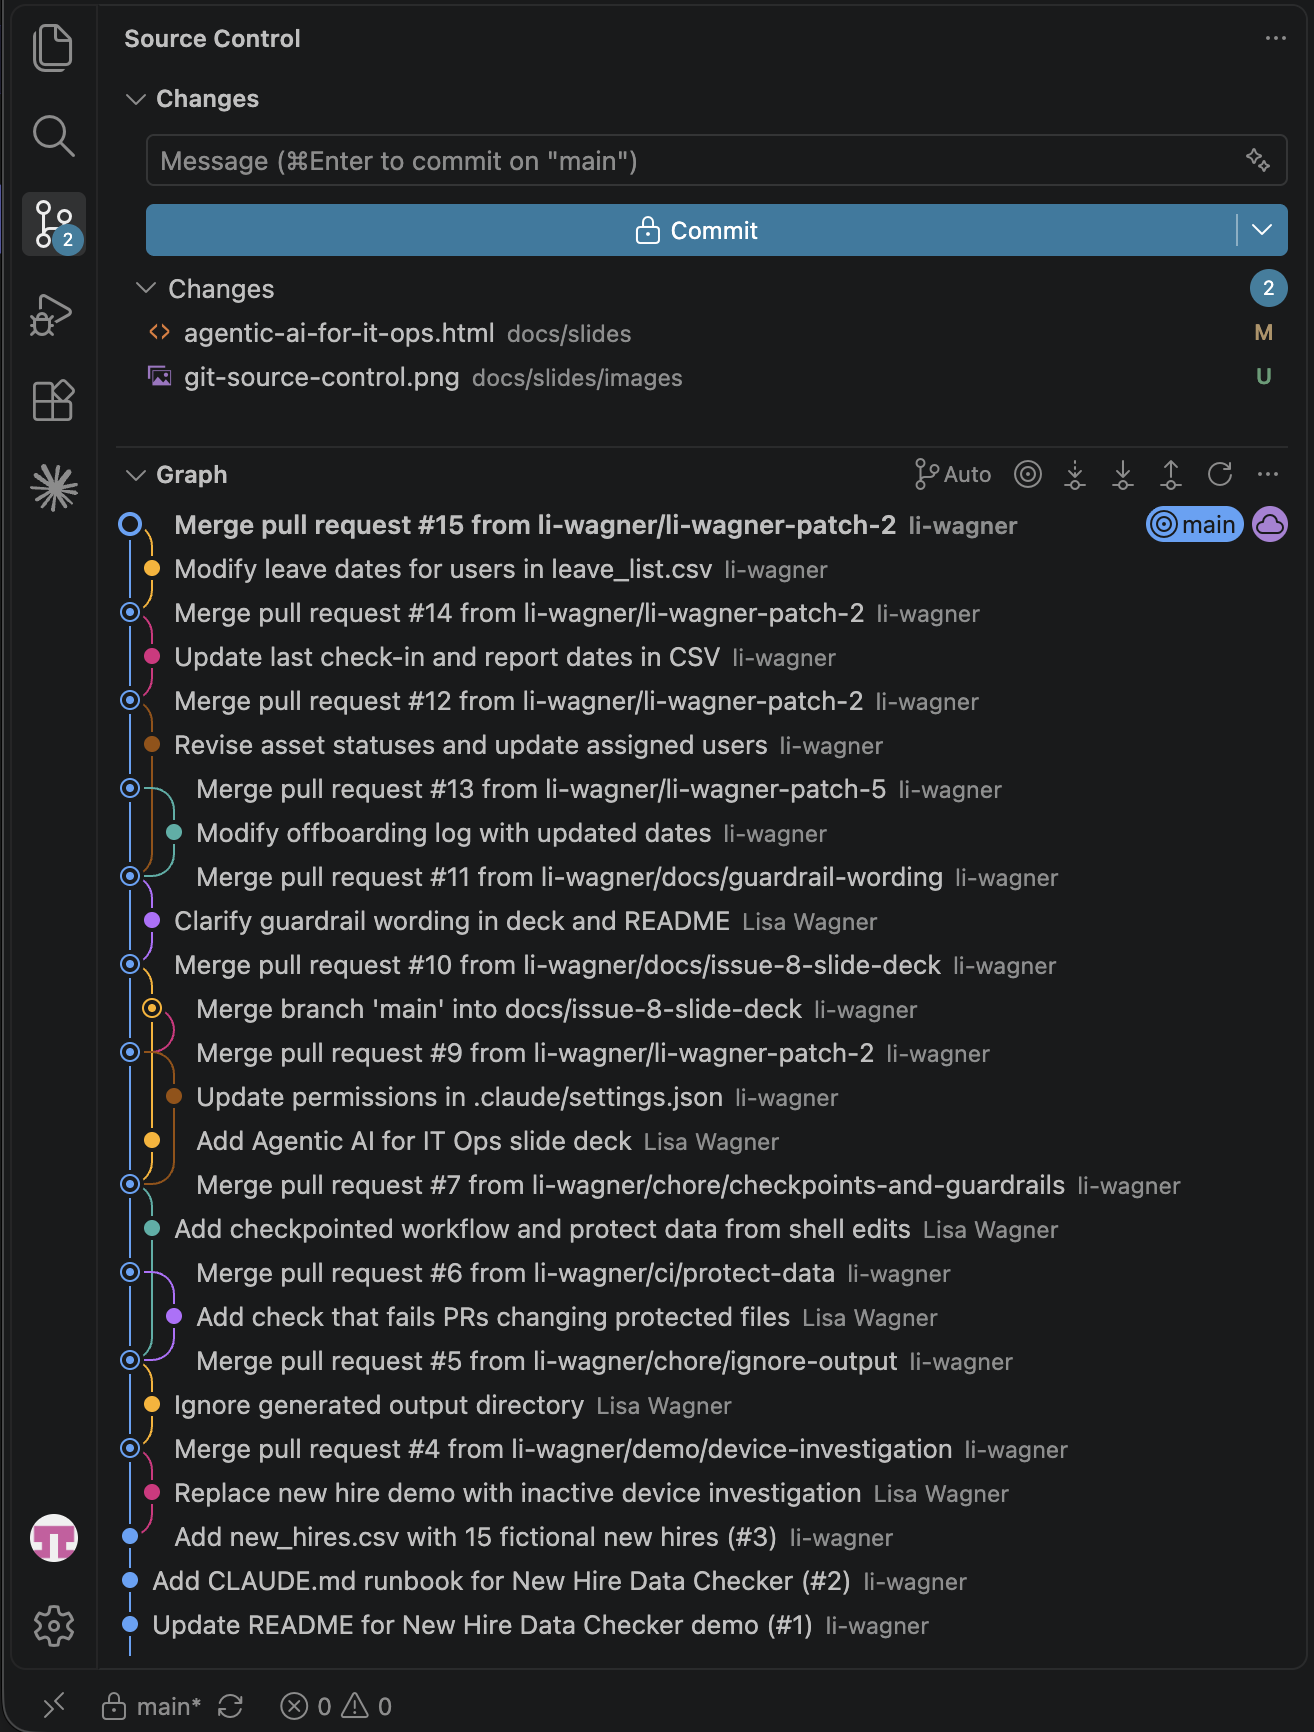 Source Control
Changes
Message (⌘Enter to commit on "main")
Commit
2
Changes 2
agentic-ai-for-it-ops.html docs/slides M
git-source-control.png docs/slides/images U
Graph Auto
Merge pull request #15 from li-wagner/li-wagner-patch-2 li-wagner main
Modify leave dates for users in leave_list.csv li-wagner
Merge pull request #14 from li-wagner/li-wagner-patch-2 li-wagner
Update last check-in and report dates in CSV li-wagner
Merge pull request #12 from li-wagner/li-wagner-patch-2 li-wagner
Revise asset statuses and update assigned users li-wagner
Merge pull request #13 from li-wagner/li-wagner-patch-5 li-wagner
Modify offboarding log with updated dates li-wagner
Merge pull request #11 from li-wagner/docs/guardrail-wording li-wagner
Clarify guardrail wording in deck and README Lisa Wagner
Merge pull request #10 from li-wagner/docs/issue-8-slide-deck li-wagner
Merge branch 'main' into docs/issue-8-slide-deck li-wagner
Merge pull request #9 from li-wagner/li-wagner-patch-2 li-wagner
Update permissions in .claude/settings.json li-wagner
Add Agentic AI for IT Ops slide deck Lisa Wagner
Merge pull request #7 from li-wagner/chore/checkpoints-and-guardrails li-wagner
Add checkpointed workflow and protect data from shell edits Lisa Wagner
Merge pull request #6 from li-wagner/ci/protect-data li-wagner
Add check that fails PRs changing protected files Lisa Wagner
Merge pull request #5 from li-wagner/chore/ignore-output li-wagner
Ignore generated output directory Lisa Wagner
Merge pull request #4 from li-wagner/demo/device-investigation li-wagner
Replace new hire demo with inactive device investigation Lisa Wagner
Add new_hires.csv with 15 fictional new hires (#3) li-wagner
Add CLAUDE.md runbook for New Hire Data Checker (#2) li-wagner
Update README for New Hire Data Checker demo (#1) li-wagner
main* 0 0